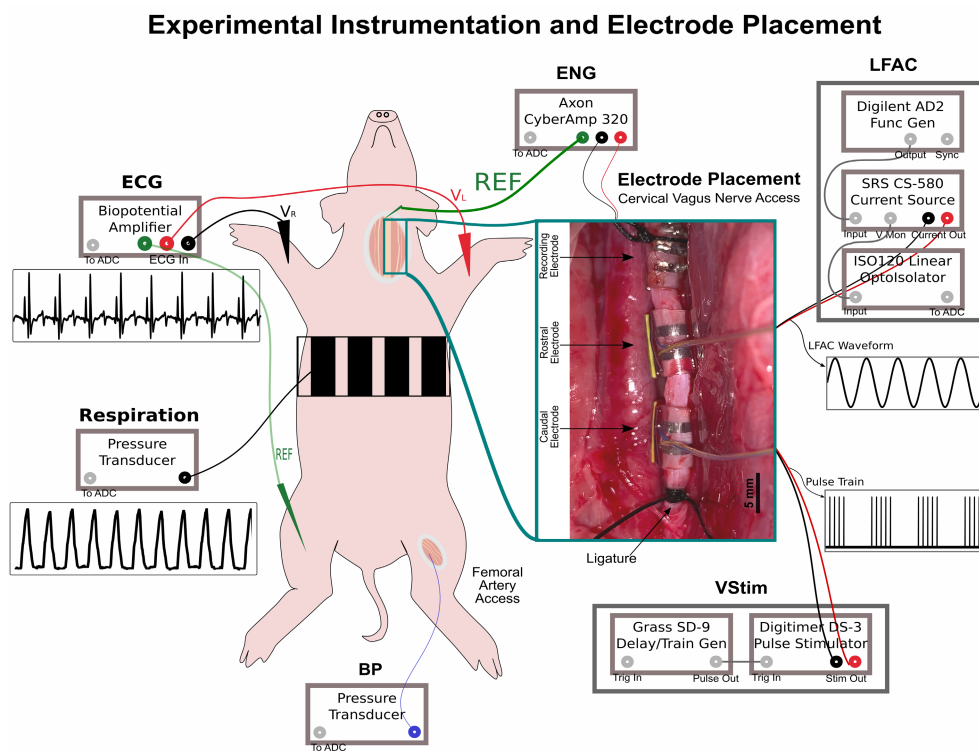 Experimental Instrumentation and Electrode Placement
ENG
Axon
CyberAmp 320
To ADC
LFAC
Digilent AD2
Func Gen
Output
Sync
SRS CS-580
Current Source
Input
V Mon
Current Out
ISO120 Linear
OptoIsolator
Input
To ADC
LFAC Waveform
ECG
Biopotential
Amplifier
To ADC
ECG In
VR
VL
REF
Electrode Placement
Cervical Vagus Nerve Access
Recording
Electrode
Rostral
Electrode
Caudal
Electrode
5 mm
Ligature
Respiration
Pressure
Transducer
To ADC
REF
Pulse Train
Femoral
Artery
Access
VStim
Grass SD-9
Delay/Train Gen
Trig In
Pulse Out
Digitimer DS-3
Pulse Stimulator
Trig In
Stim Out
BP
Pressure
Transducer
To ADC